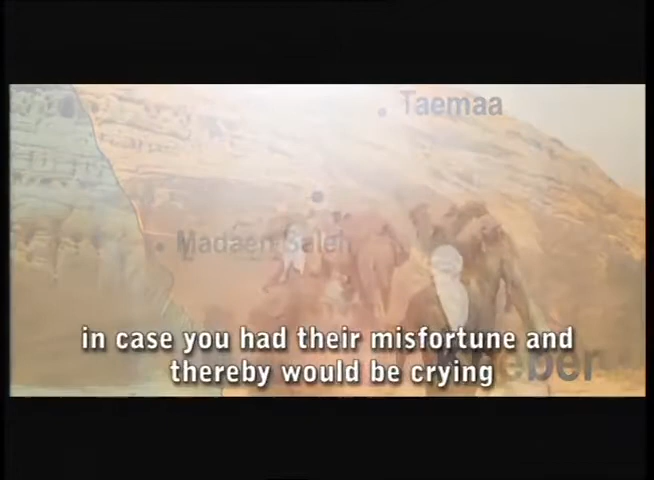 Taemaa
Madaen Saleh
in case you had their misfortune and
thereby would be crying